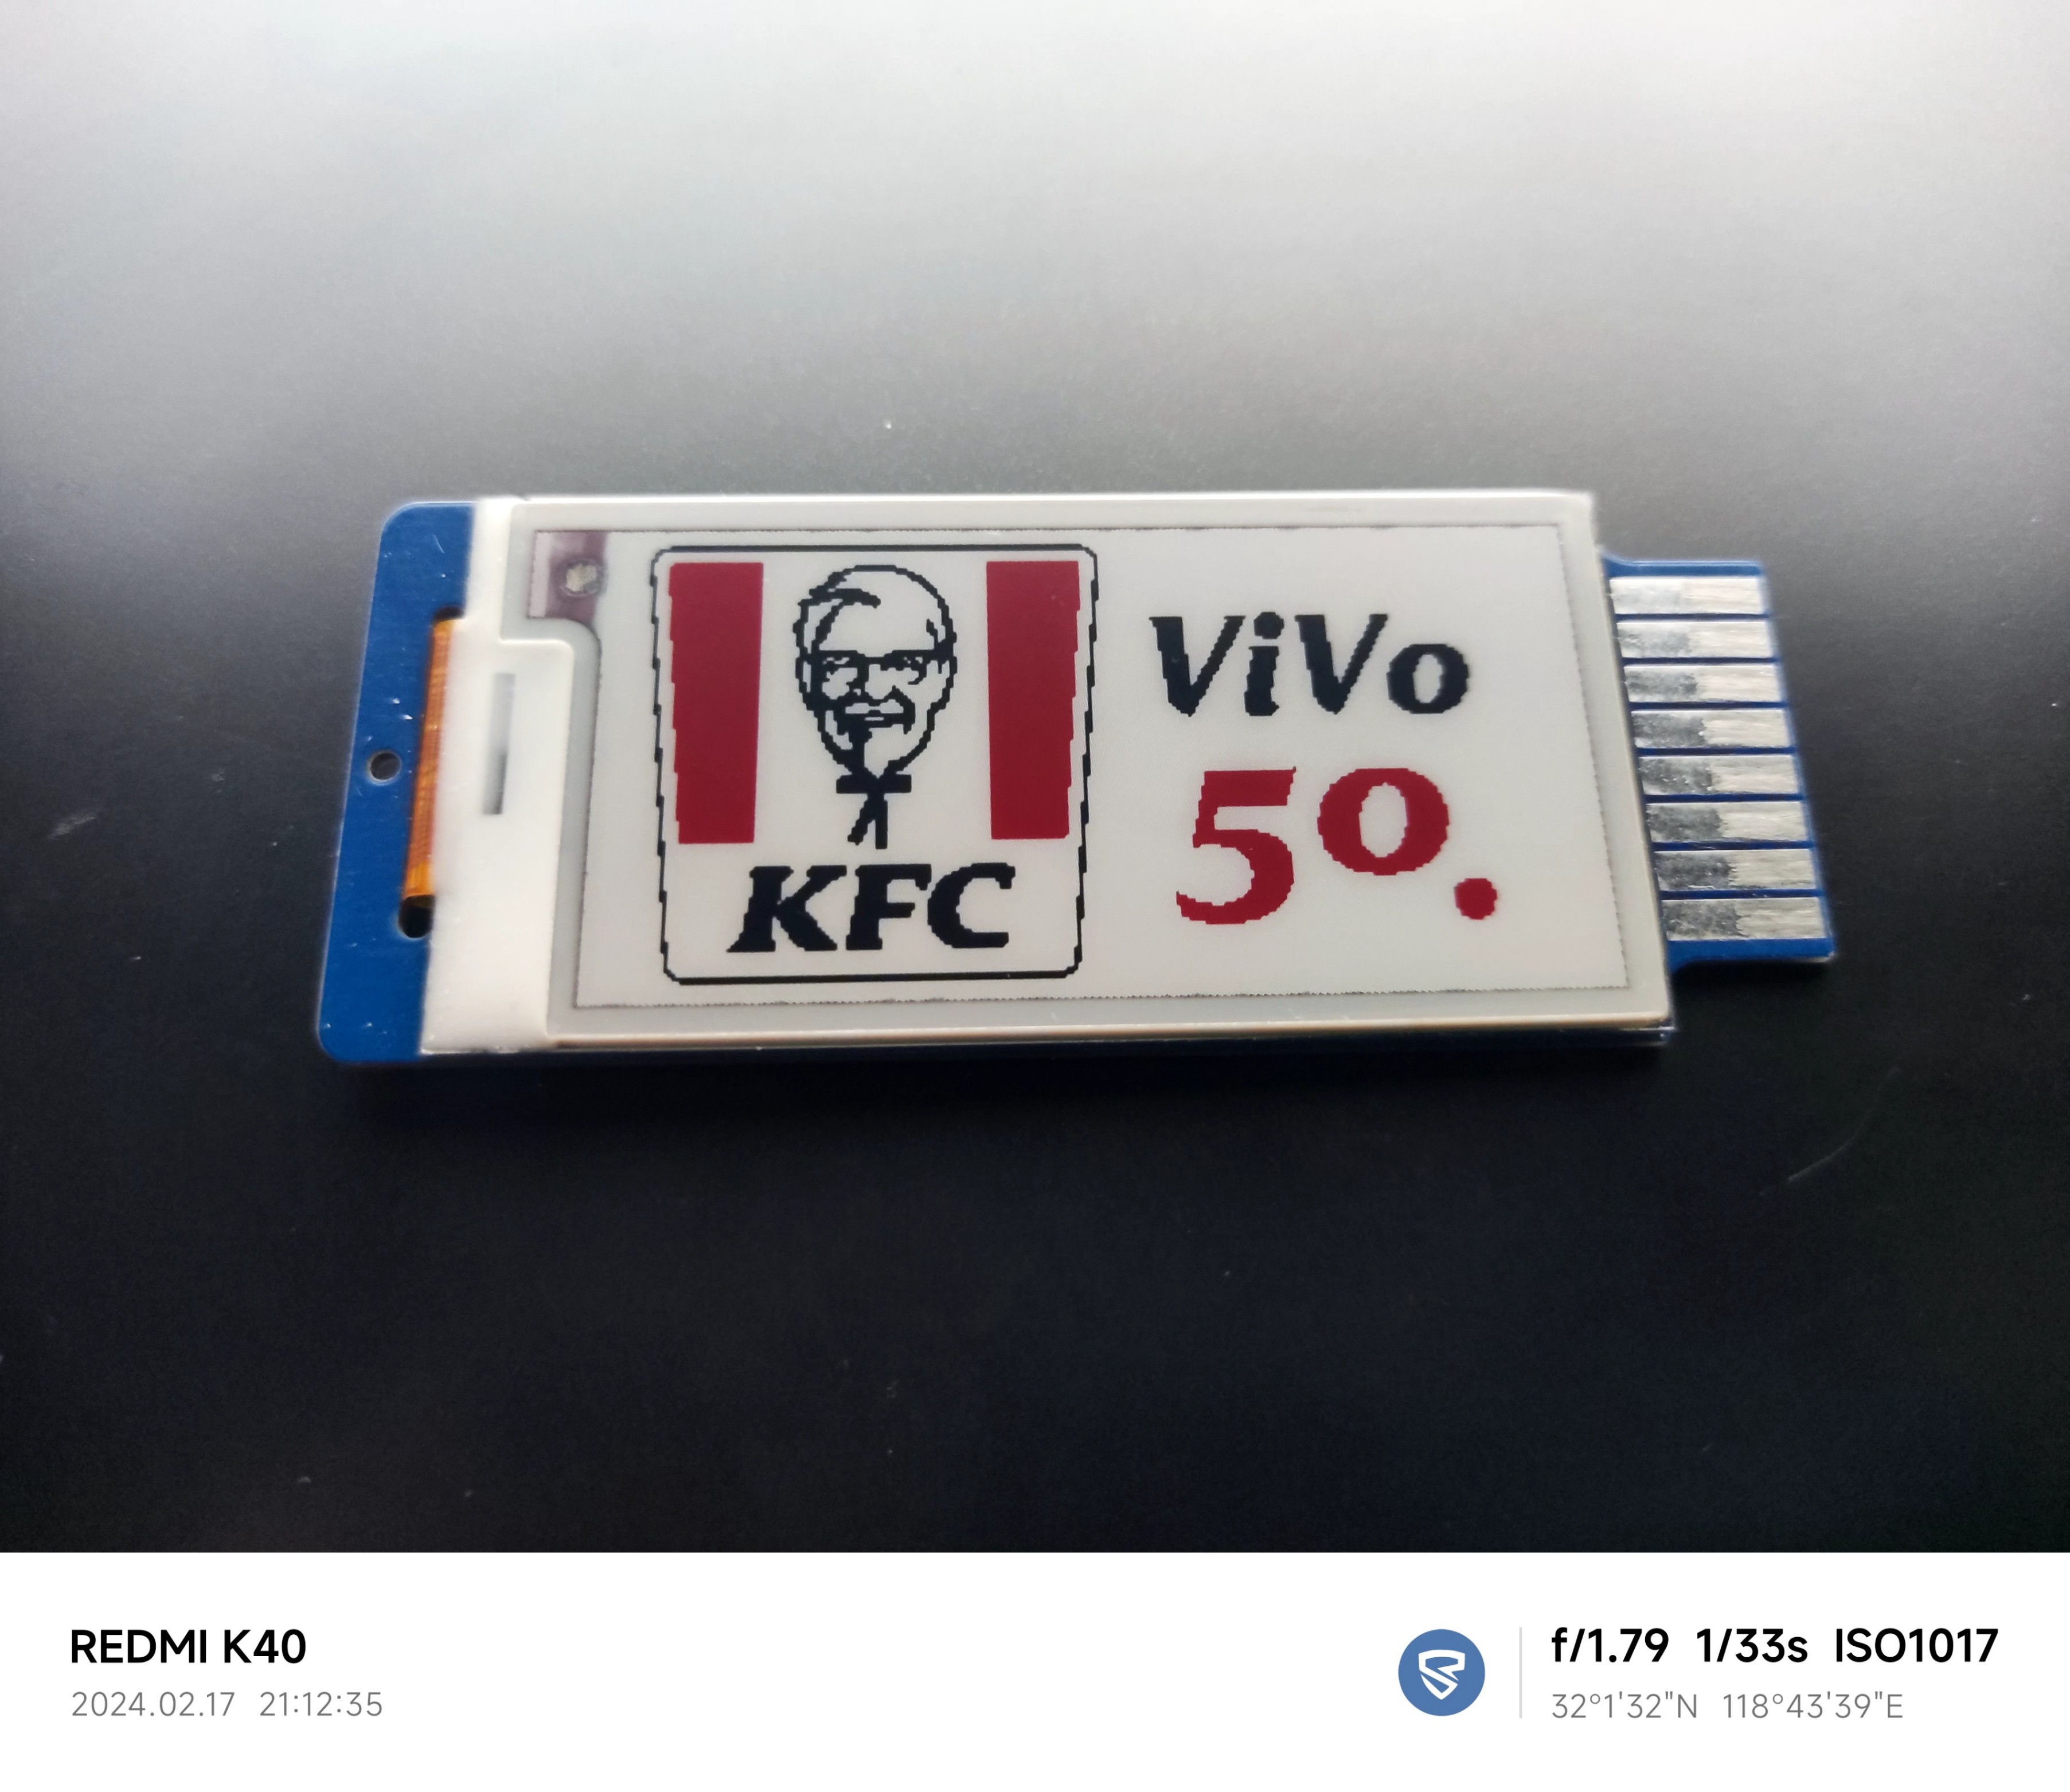 KFC
ViVo
50.
REDMI K40
2024.02.17 21:12:35
f/1.79 1/33s ISO1017
32°1'32"N 118°43'39"E